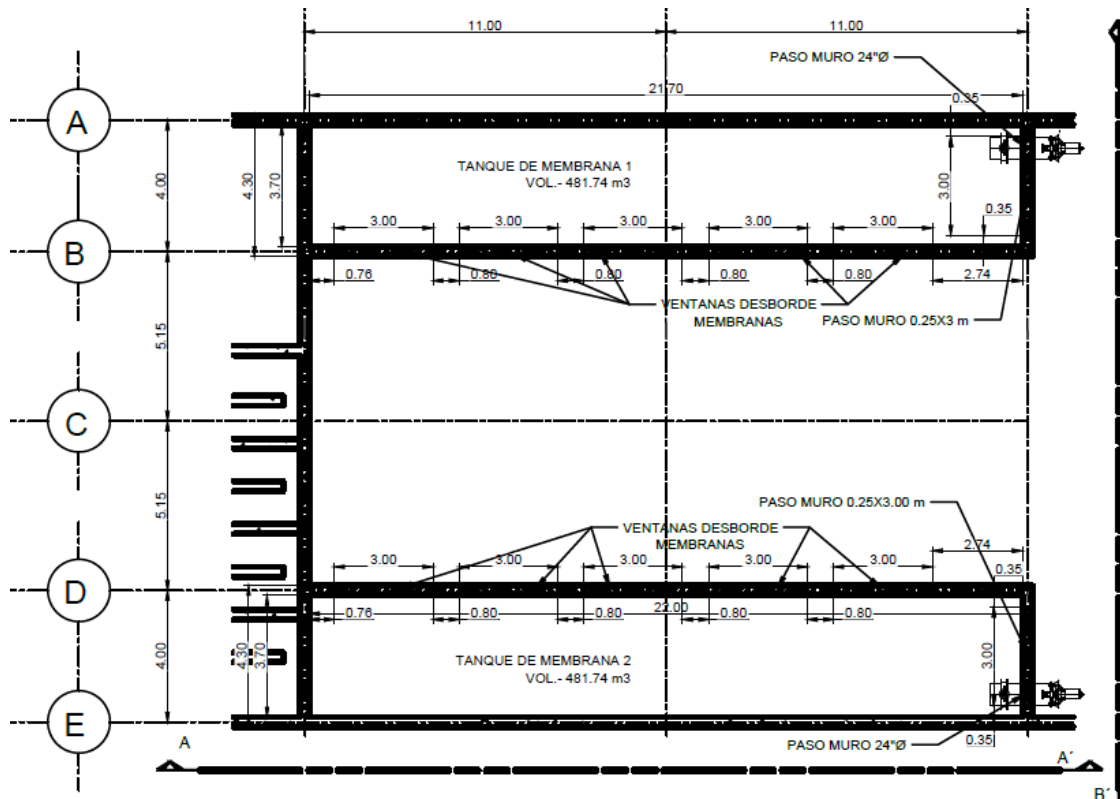 11.00
11.00
PASO MURO 24"Ø
21.70
0.35
A
TANQUE DE MEMBRANA 1
VOL.- 481.74 m3
4.00
4.30
3.70
3.00
3.00
3.00
3.00
3.00
3.00
0.35
B
0.76
0.80
0.80
0.80
0.80
2.74
VENTANAS DESBORDE
MEMBRANAS
PASO MURO 0.25X3 m
5.15
C
5.15
PASO MURO 0.25X3.00 m
VENTANAS DESBORDE
MEMBRANAS
3.00
3.00
3.00
3.00
3.00
2.74
0.35
D
0.76
0.80
0.80
22.00
0.80
0.80
4.00
4.30
3.70
3.00
TANQUE DE MEMBRANA 2
VOL.- 481.74 m3
E
0.35
PASO MURO 24"Ø
A
A´
B´